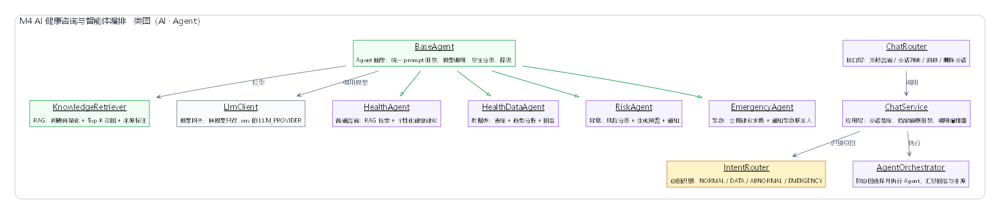 M4 AI 健康咨询与智能体编排 类图（AI · Agent）
BaseAgent
Agent 抽象：统一 prompt 组装、模型调用、安全分级、降级
ChatRouter
接口层：发起咨询 / 会话列表 / 消息 / 删除会话
检索
调用模型
调用
KnowledgeRetriever
RAG：问题向量化 + Top-K 召回 + 来源标注
LlmClient
模型网关：换模型只改 .env 的 LLM_PROVIDER
HealthAgent
普通咨询：RAG 检索 + 个性化健康建议
HealthDataAgent
数据类：查库 + 趋势分析 + 回答
RiskAgent
异常：风险分级 + 生成预警 + 通知
EmergencyAgent
紧急：立即建议求助 + 通知紧急联系人
ChatService
应用层：会话落库、档案摘要组装、调用编排器
识别意图
执行
IntentRouter
意图识别：NORMAL / DATA / ABNORMAL / EMERGENCY
AgentOrchestrator
按意图选择并执行 Agent，汇总回答与来源